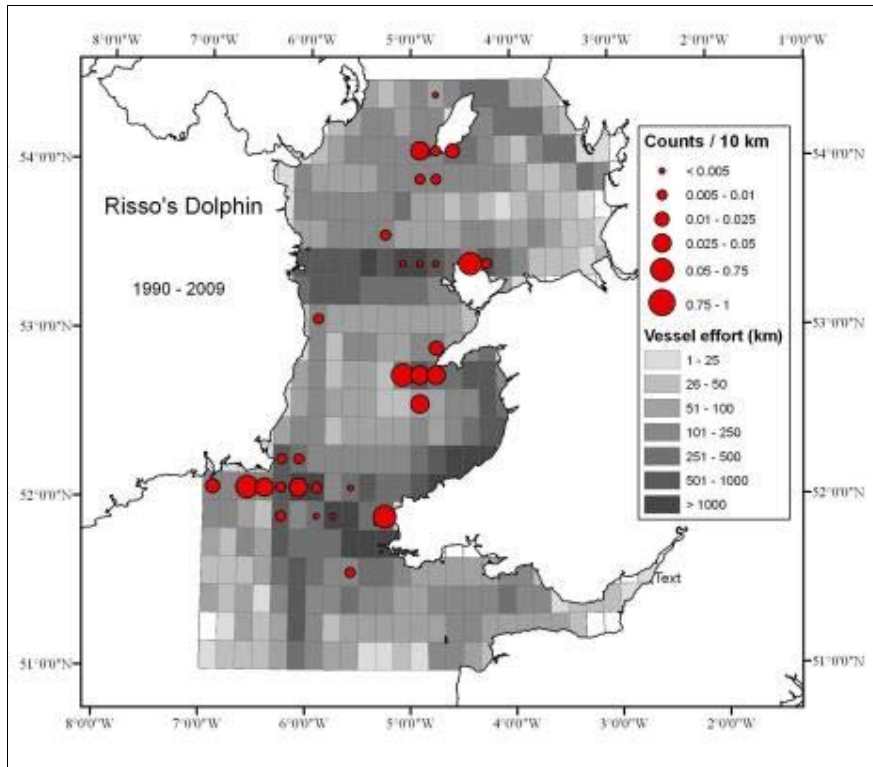 8°0'0"W 7°0'0"W 6°0'0"W 5°0'0"W 4°0'0"W 3°0'0"W 2°0'0"W 1°0'0"W
54°0'0"N 54°0'0"N
Counts / 10 km
< 0.005
0.005 - 0.01
0.01 - 0.025
0.025 - 0.05
0.05 - 0.75
0.75 - 1
Risso's Dolphin
1990 - 2009
53°0'0"N 53°0'0"N
Vessel effort (km)
1 - 25
26 - 50
51 - 100
101 - 250
251 - 500
501 - 1000
> 1000
52°0'0"N 52°0'0"N
Text
51°0'0"N 51°0'0"N
8°0'0"W 7°0'0"W 6°0'0"W 5°0'0"W 4°0'0"W 3°0'0"W 2°0'0"W